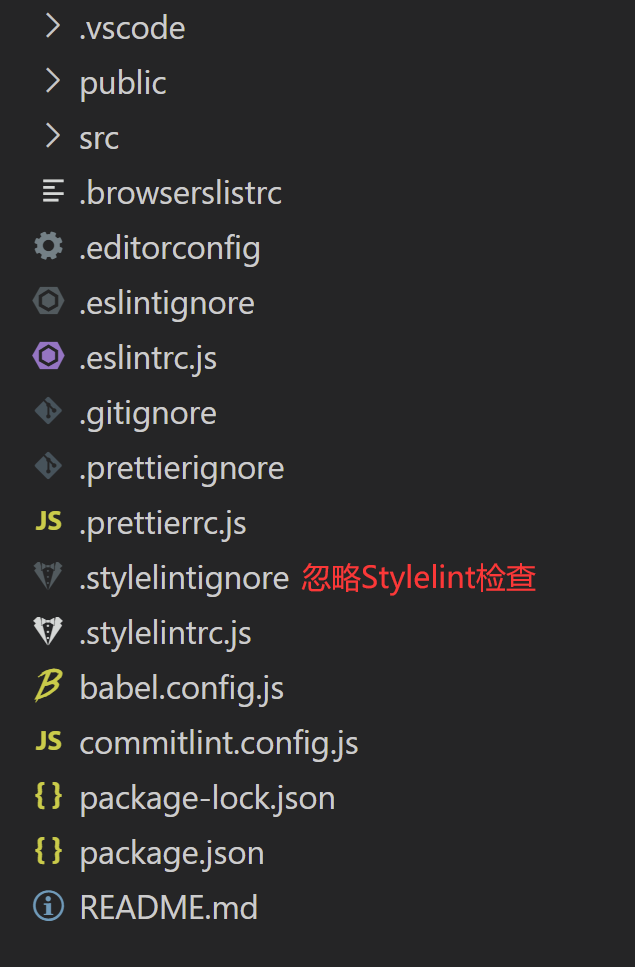 .vscode
public
src
.browserslistrc
.editorconfig
.eslintignore
.eslintrc.js
.gitignore
.prettierignore
JS .prettierrc.js
.stylelintignore 忽略Stylelint检查
.stylelintrc.js
babel.config.js
JS commitlint.config.js
{} package-lock.json
{} package.json
README.md